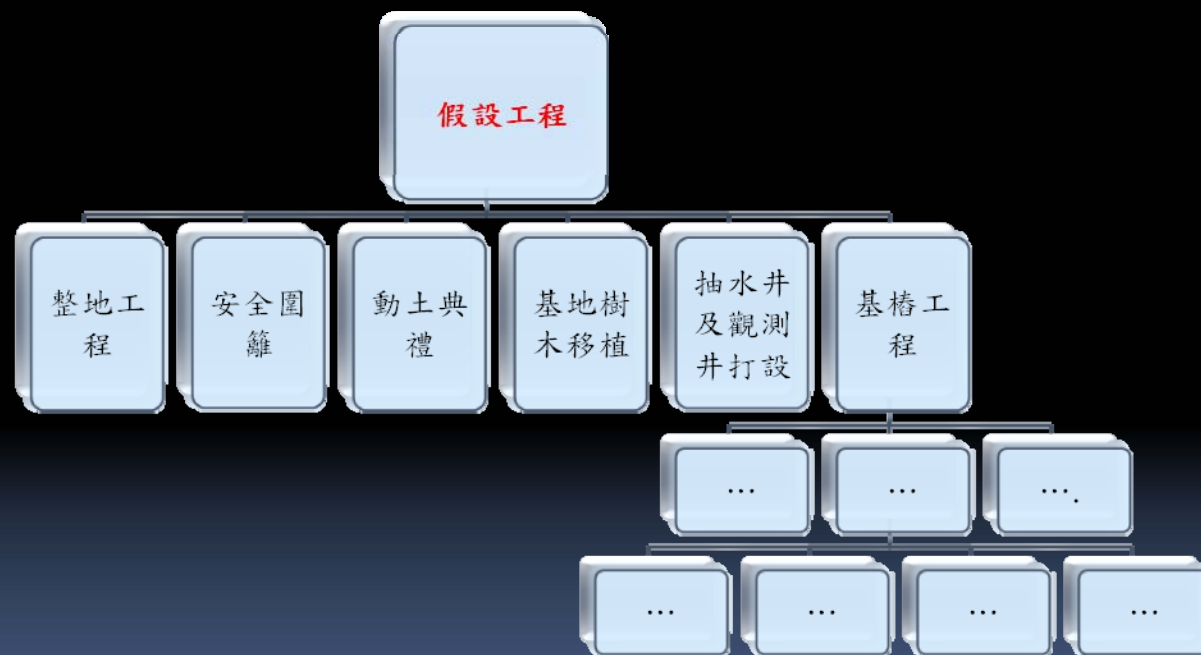 假設工程
整地工
程
安全圍
籬
動土典
禮
基地樹
木移植
抽水井
及觀測
井打設
基樁工
程
…
…
….
…
…
…
…